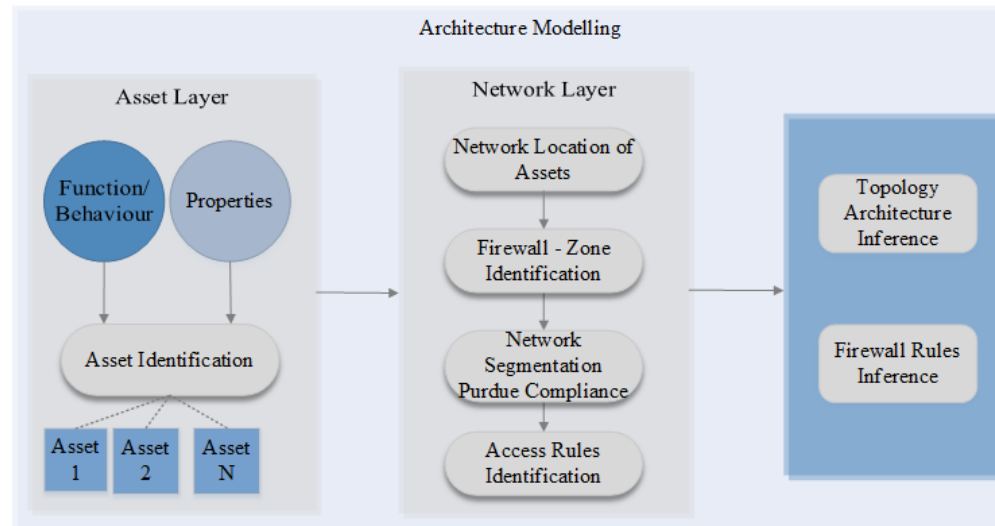 Architecture Modelling
Asset Layer
Function/
Behaviour
Properties
Asset Identification
Asset
1
Asset
2
Asset
N
Network Layer
Network Location of
Assets
Firewall - Zone
Identification
Network
Segmentation
Purdue Compliance
Access Rules
Identification
Topology
Architecture
Inference
Firewall Rules
Inference